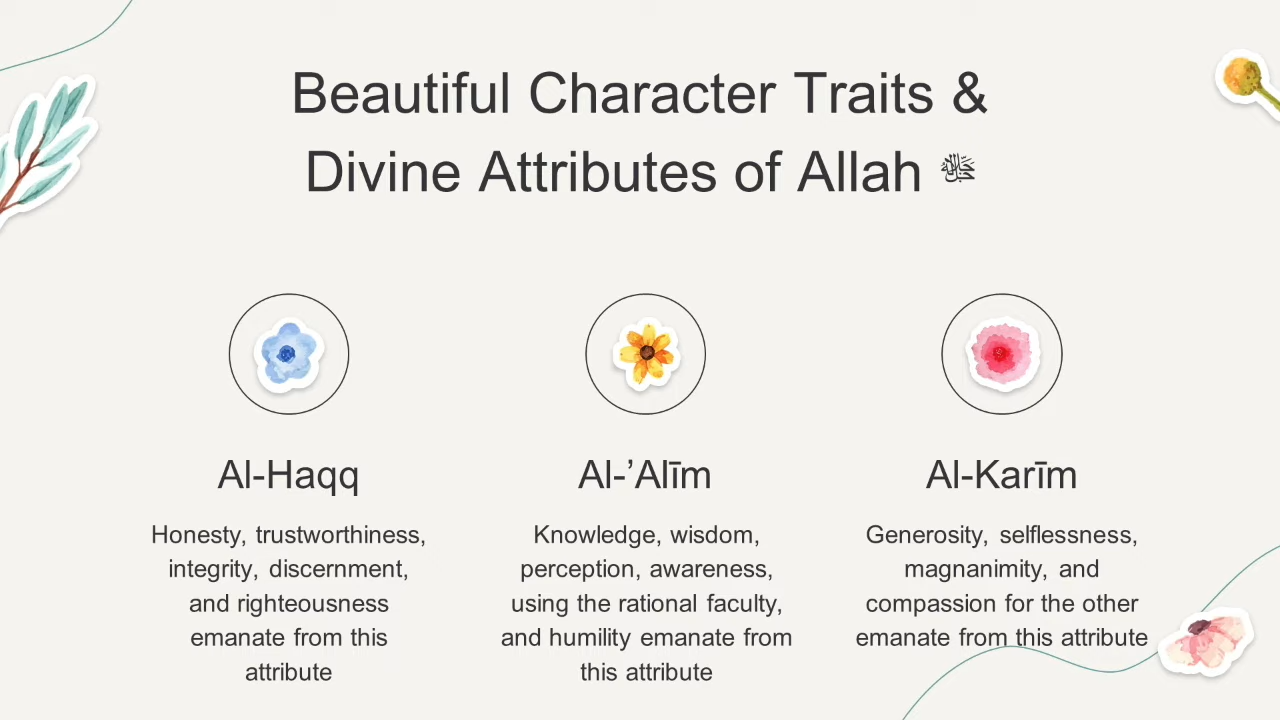 Beautiful Character Traits &
Divine Attributes of Allah ﷻ
Al-Haqq
Honesty, trustworthiness,
integrity, discernment,
and righteousness
emanate from this
attribute
Al-’Alīm
Knowledge, wisdom,
perception, awareness,
using the rational faculty,
and humility emanate from
this attribute
Al-Karīm
Generosity, selflessness,
magnanimity, and
compassion for the other
emanate from this attribute